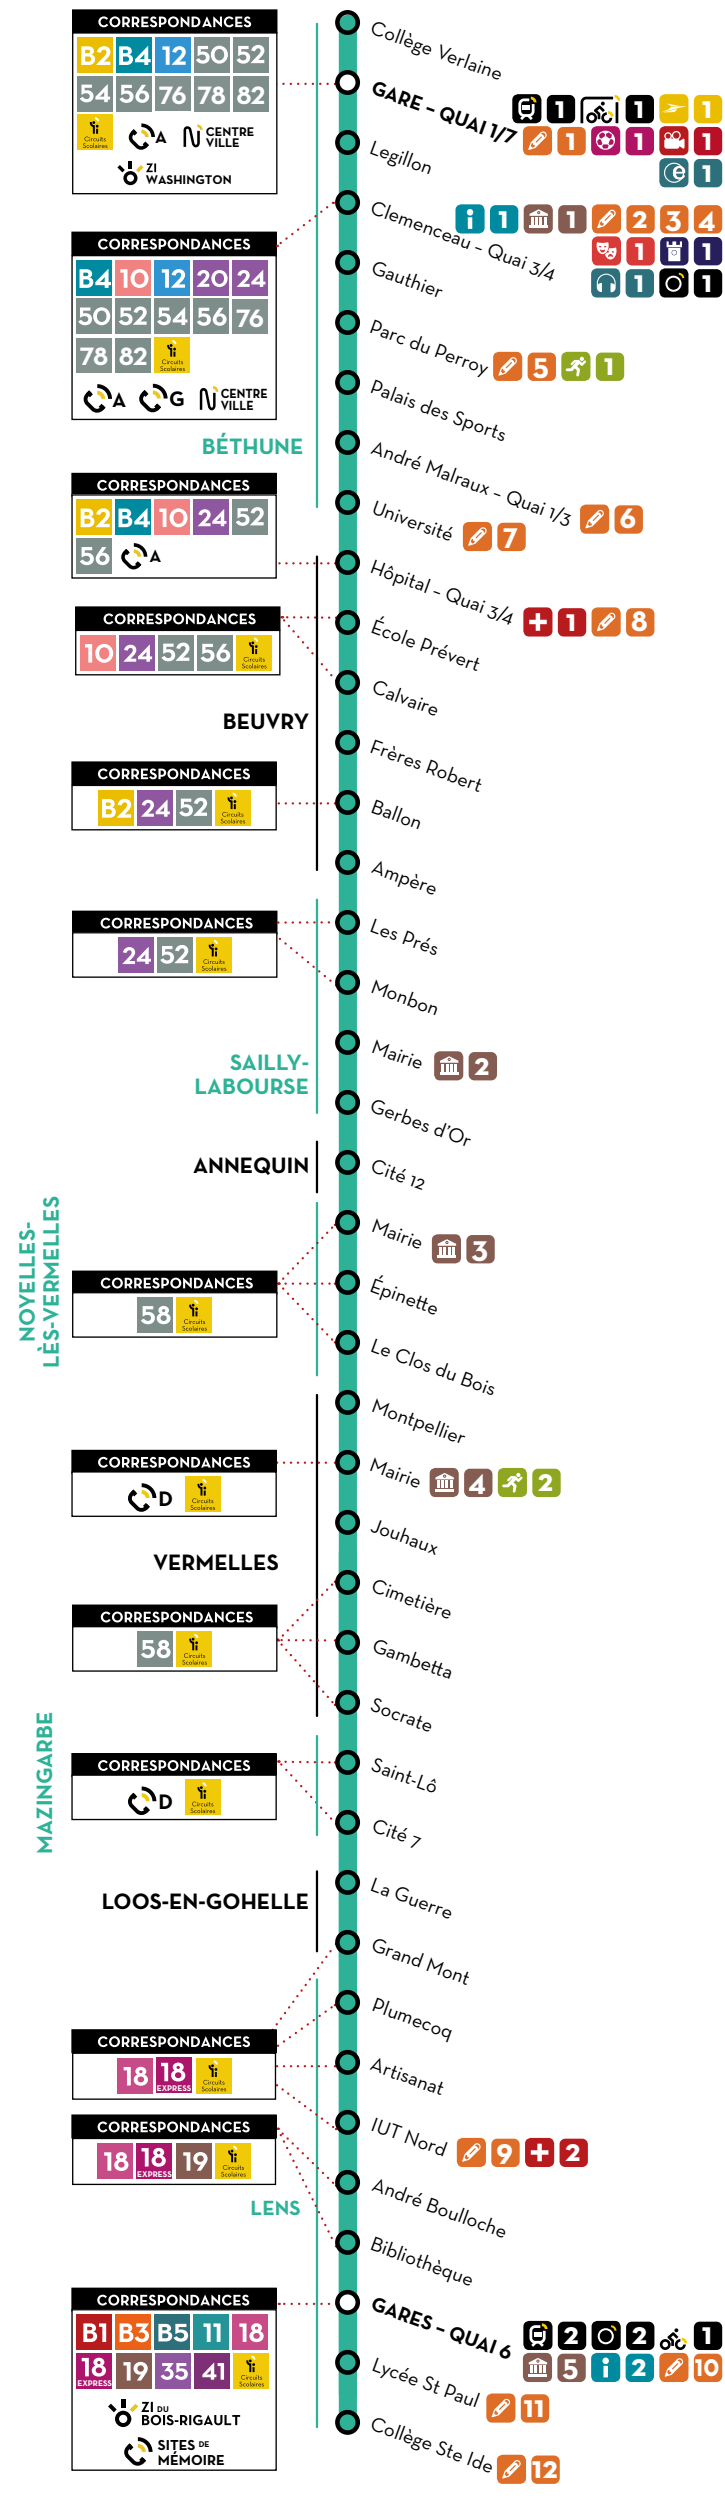 CORRESPONDANCES
B2 B4 12 50 52
54 56 76 78 82
Circuits
Scolaires
A
N CENTRE
VILLE
ZI
WASHINGTON
Collège Verlaine
GARE – QUAI 1/7
1 1 1
1 1 1
1
Legillon
Clemenceau – Quai 3/4
1 1 2 3 4
1 1
1 1
CORRESPONDANCES
B4 10 12 20 24
50 52 54 56 76
78 82
Circuits
Scolaires
A
G
N CENTRE
VILLE
Gauthier
Parc du Perroy
5 1
Palais des Sports
BÉTHUNE
André Malraux – Quai 1/3
6
Université
7
CORRESPONDANCES
B2 B4 10 24 52
56
A
Hôpital – Quai 3/4
1 8
CORRESPONDANCES
10 24 52 56
Circuits
Scolaires
École Prévert
Calvaire
BEUVRY
Frères Robert
CORRESPONDANCES
B2 24 52
Circuits
Scolaires
Ballon
Ampère
CORRESPONDANCES
24 52
Circuits
Scolaires
Les Prés
Monbon
SAILLY-
LABOURSE
Mairie
2
Gerbes d'Or
ANNEQUIN
Cité 12
NOYELLES-
LÈS-VERMELLES
Mairie
3
CORRESPONDANCES
58
Circuits
Scolaires
Épinette
Le Clos du Bois
Montpellier
CORRESPONDANCES
D
Circuits
Scolaires
Mairie
4 2
Jouhaux
VERMELLES
Cimetière
CORRESPONDANCES
58
Circuits
Scolaires
Gambetta
Socrate
MAZINGARBE
CORRESPONDANCES
D
Circuits
Scolaires
Saint-Lô
Cité 7
LOOS-EN-GOHELLE
La Guerre
Grand Mont
Plumecoq
CORRESPONDANCES
18 18
EXPRESS
Circuits
Scolaires
Artisanat
IUT Nord
9 2
CORRESPONDANCES
18 18
EXPRESS
19
Circuits
Scolaires
LENS
André Boulloche
Bibliothèque
CORRESPONDANCES
B1 B3 B5 11 18
18
EXPRESS
19 35 41
Circuits
Scolaires
ZI DU
BOIS-RIGAULT
SITES DE
MÉMOIRE
GARES – QUAI 6
2 2 1
5 2 10
Lycée St Paul
11
Collège Ste Ide
12